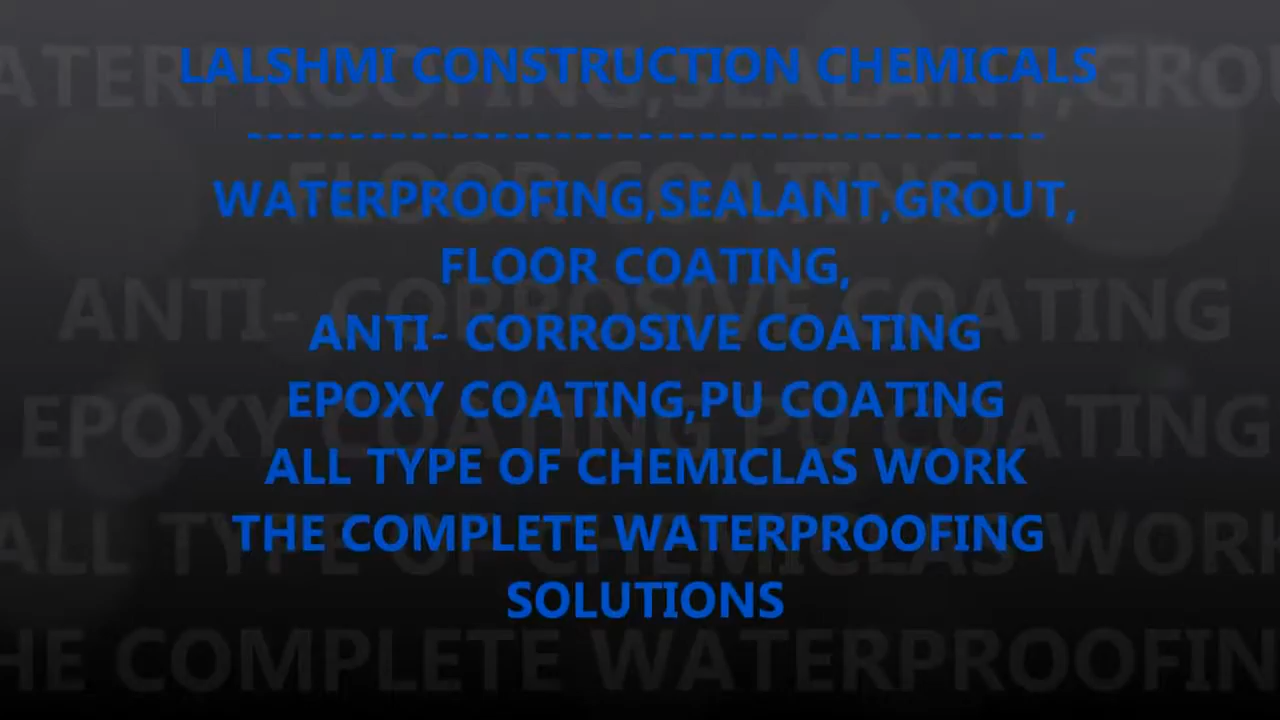 LALSHMI CONSTRUCTION CHEMICALS
---------------------------------------
WATERPROOFING,SEALANT,GROUT,
FLOOR COATING,
ANTI- CORROSIVE COATING
EPOXY COATING,PU COATING
ALL TYPE OF CHEMICLAS WORK
THE COMPLETE WATERPROOFING
SOLUTIONS